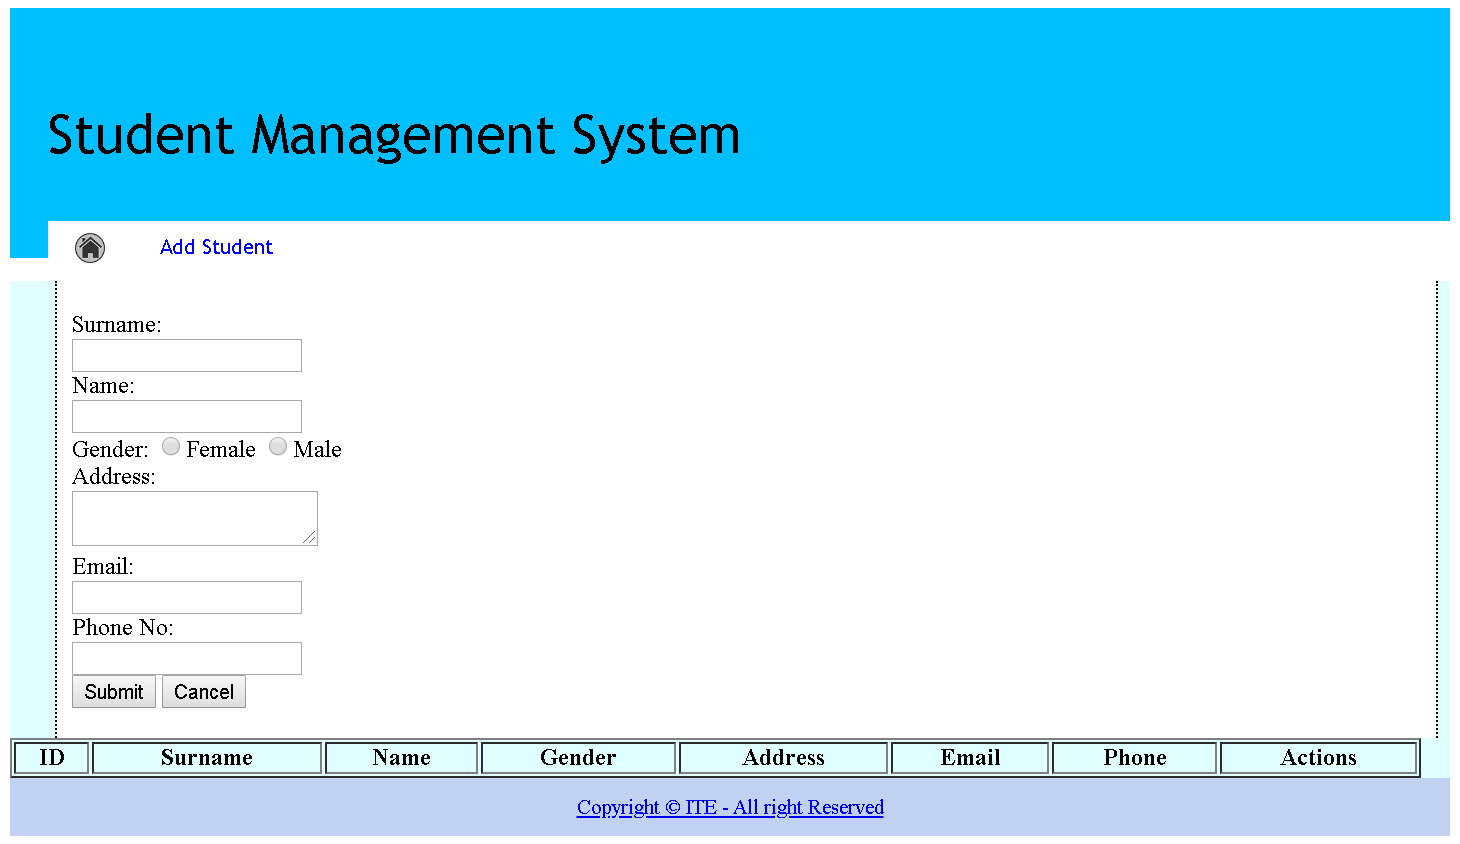 Student Management System
Add Student
Surname:
Name:
Gender: Female Male
Address:
Email:
Phone No:
Submit Cancel
ID Surname Name Gender Address Email Phone Actions
Copyright © ITE - All right Reserved